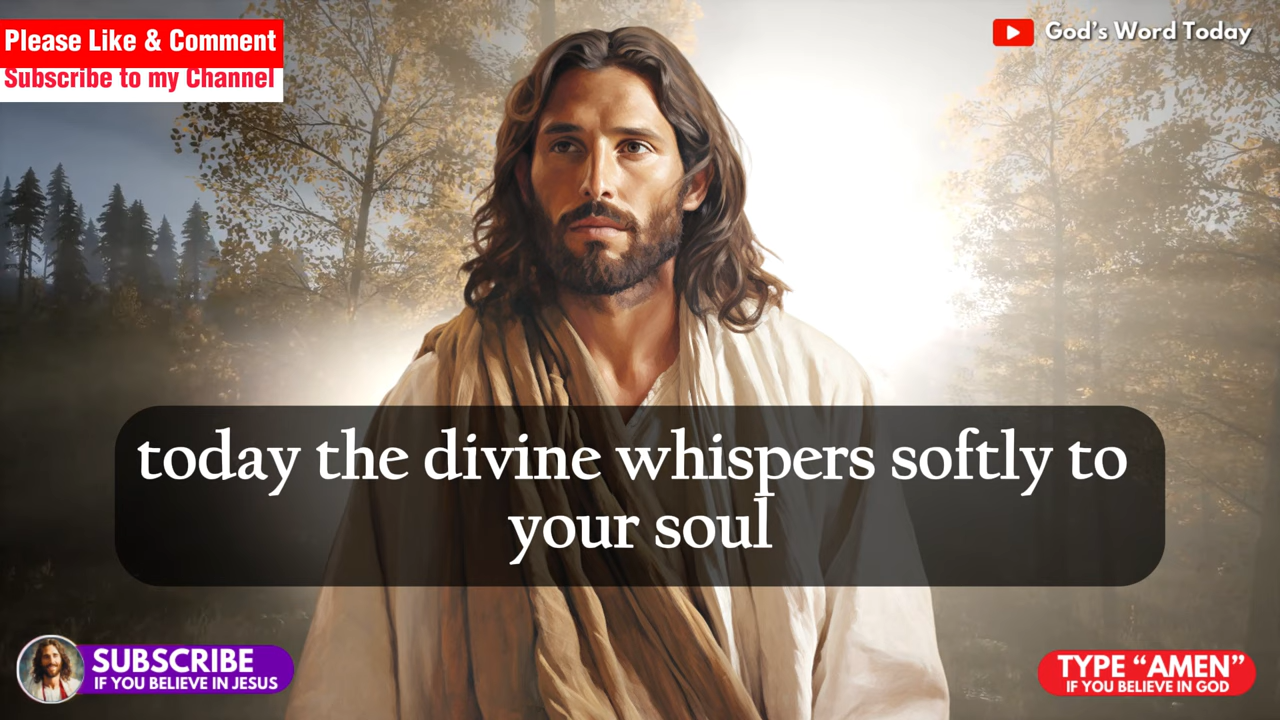 Please Like & Comment
Subscribe to my Channel
God's Word Today
today the divine whispers softly to
your soul
SUBSCRIBE
IF YOU BELIEVE IN JESUS
TYPE “AMEN”
IF YOU BELIEVE IN GOD